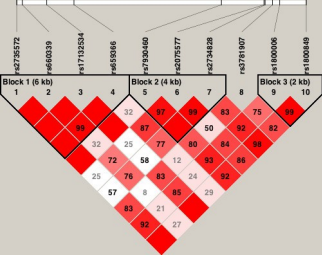 rs2735572 rs660339 rs17132534 rs659366 rs7930460 rs2075577 rs2734828 rs3781907 rs1800006 rs1800849
Block 1 (6 kb) Block 2 (4 kb) Block 3 (2 kb)
1 2 3 4 5 6 7 8 9 10
32 97 99 83 75 99
99 87 50 82
32 25 77 80 84 98
72 58 12 93 86
25 76 83 24 92
57 8 85 29
83 21
92 27